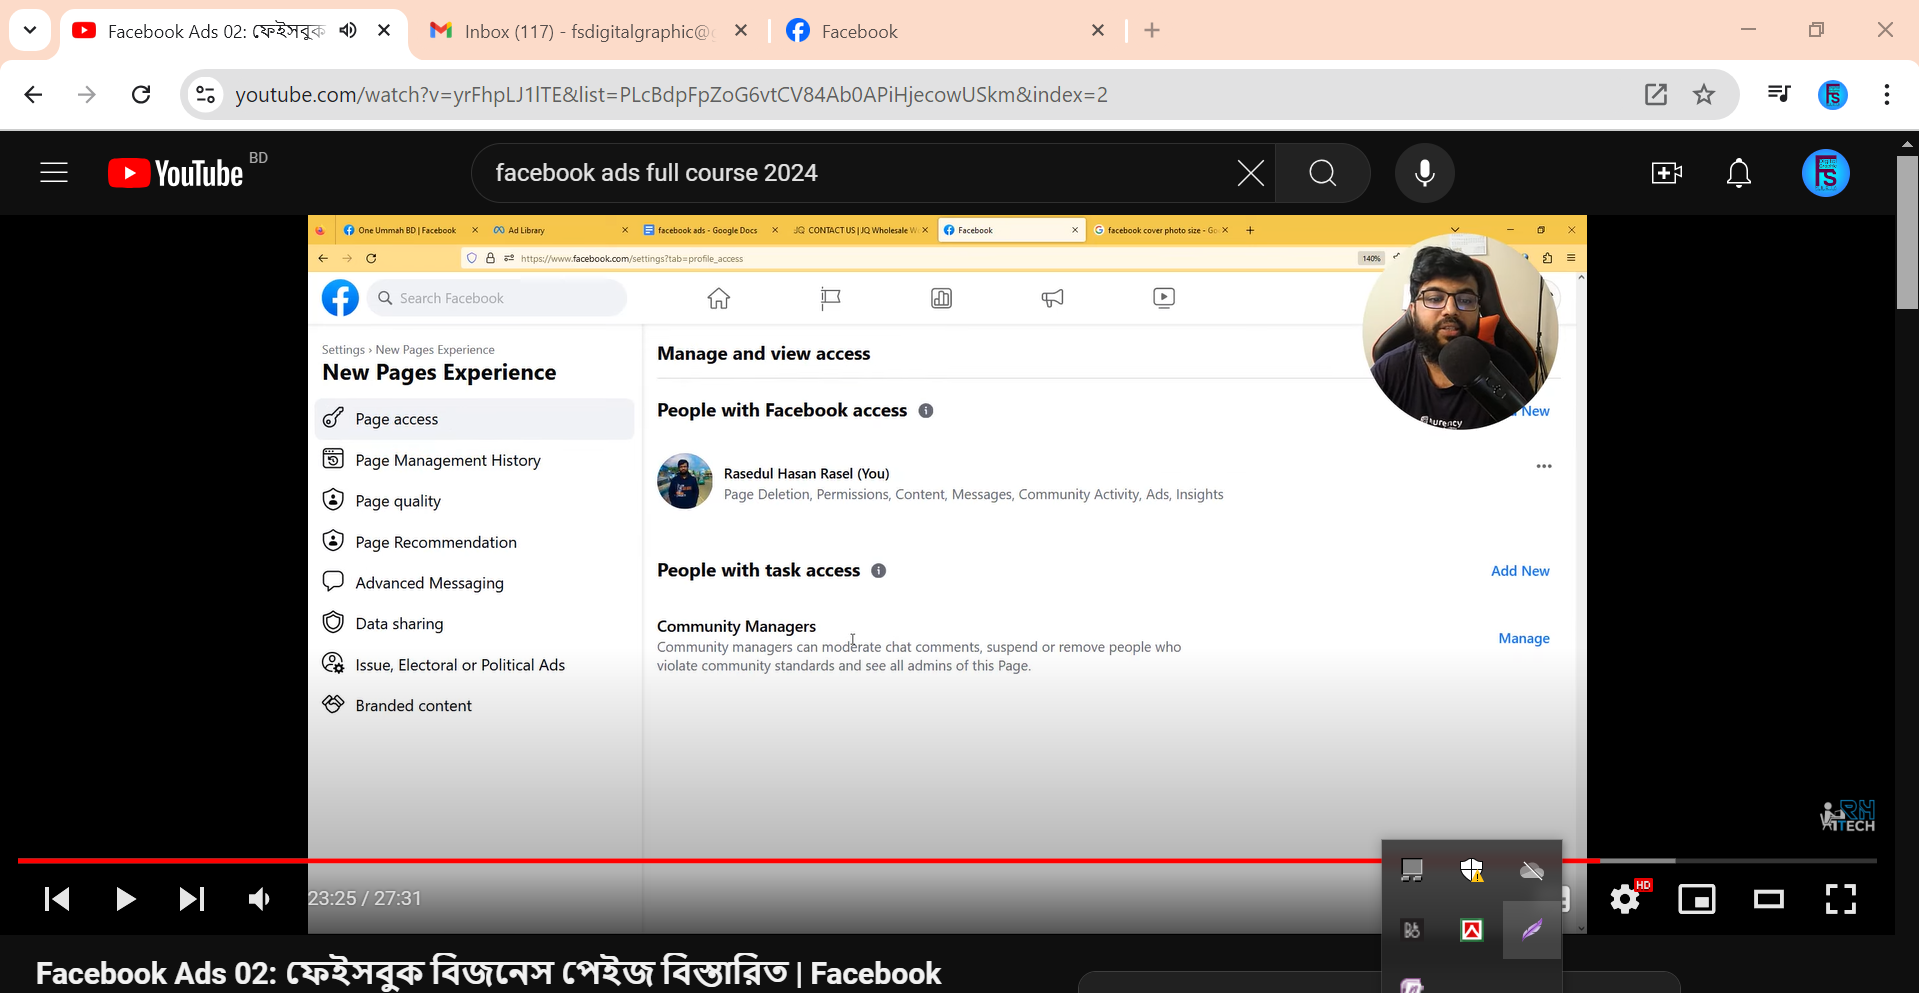 Facebook Ads 02: ফেইসবুক
Inbox (117) - fsdigitalgraphic@
Facebook
youtube.com/watch?v=yrFhpLJ1lTE&list=PLcBdpFpZoG6vtCV84Ab0APiHjecowUSkm&index=2
YouTube BD
facebook ads full course 2024
One Ummah BD | Facebook
Ad Library
facebook ads - Google Docs
CONTACT US | JQ Wholesale W
Facebook
facebook cover photo size - Go
https://www.facebook.com/settings?tab=profile_access
140%
Search Facebook
Settings › New Pages Experience
New Pages Experience
Page access
Page Management History
Page quality
Page Recommendation
Advanced Messaging
Data sharing
Issue, Electoral or Political Ads
Branded content
Manage and view access
People with Facebook access
New
Rasedul Hasan Rasel (You)
Page Deletion, Permissions, Content, Messages, Community Activity, Ads, Insights
People with task access
Add New
Community Managers
Community managers can moderate chat comments, suspend or remove people who
violate community standards and see all admins of this Page.
Manage
RH
ITECH
23:25 / 27:31
HD
Facebook Ads 02: ফেইসবুক বিজনেস পেইজ বিস্তারিত | Facebook